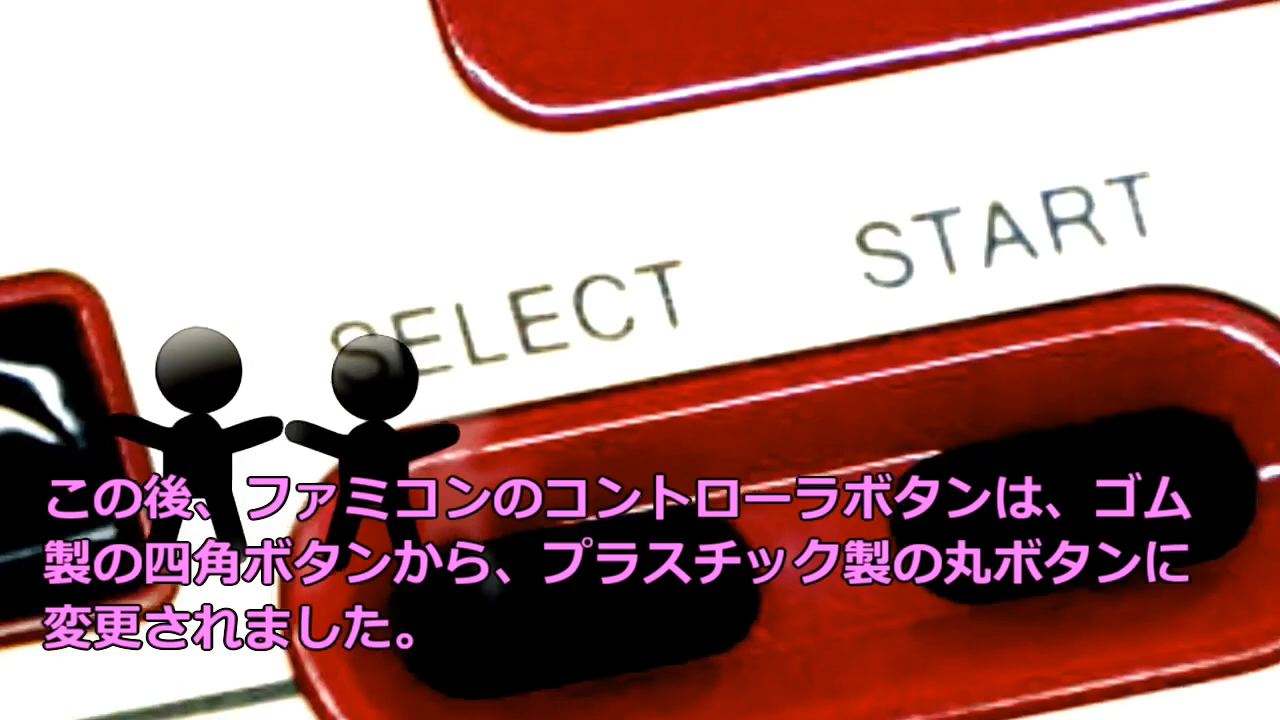 SELECT START
この後、ファミコンのコントローラボタンは、ゴム
製の四角ボタンから、プラスチック製の丸ボタンに
変更されました。